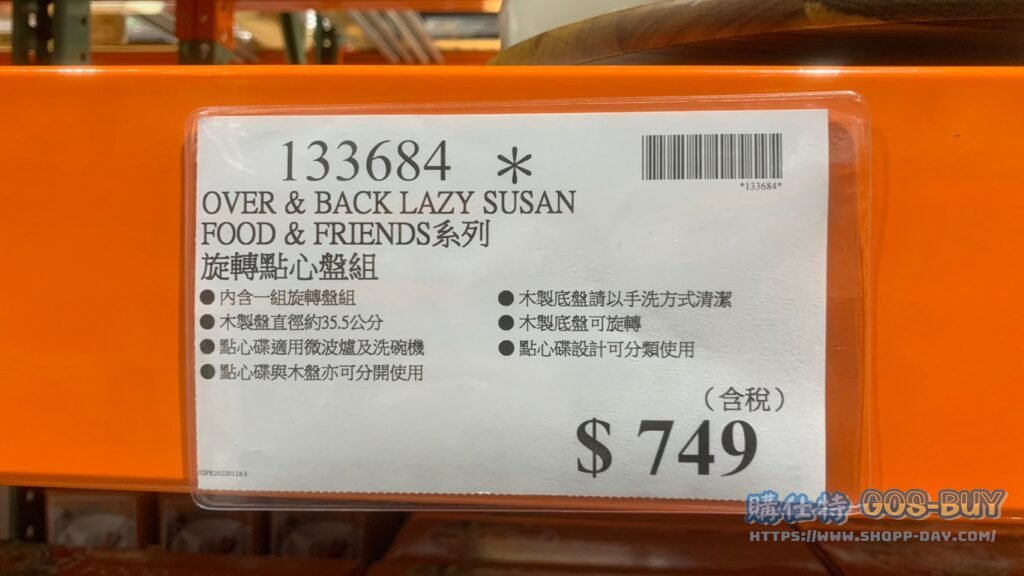 133684 *
*133684*
OVER & BACK LAZY SUSAN
FOOD & FRIENDS系列
旋轉點心盤組
● 內含一組旋轉盤組
● 木製盤直徑約35.5公分
● 點心碟適用微波爐及洗碗機
● 點心碟與木盤亦可分開使用
● 木製底盤請以手洗方式清潔
● 木製底盤可旋轉
● 點心碟設計可分類使用
（含稅）
$ 749
12PR20220124-1
購仕特 GOS-BUY
HTTPS://WWW.SHOPP-DAY.COM/